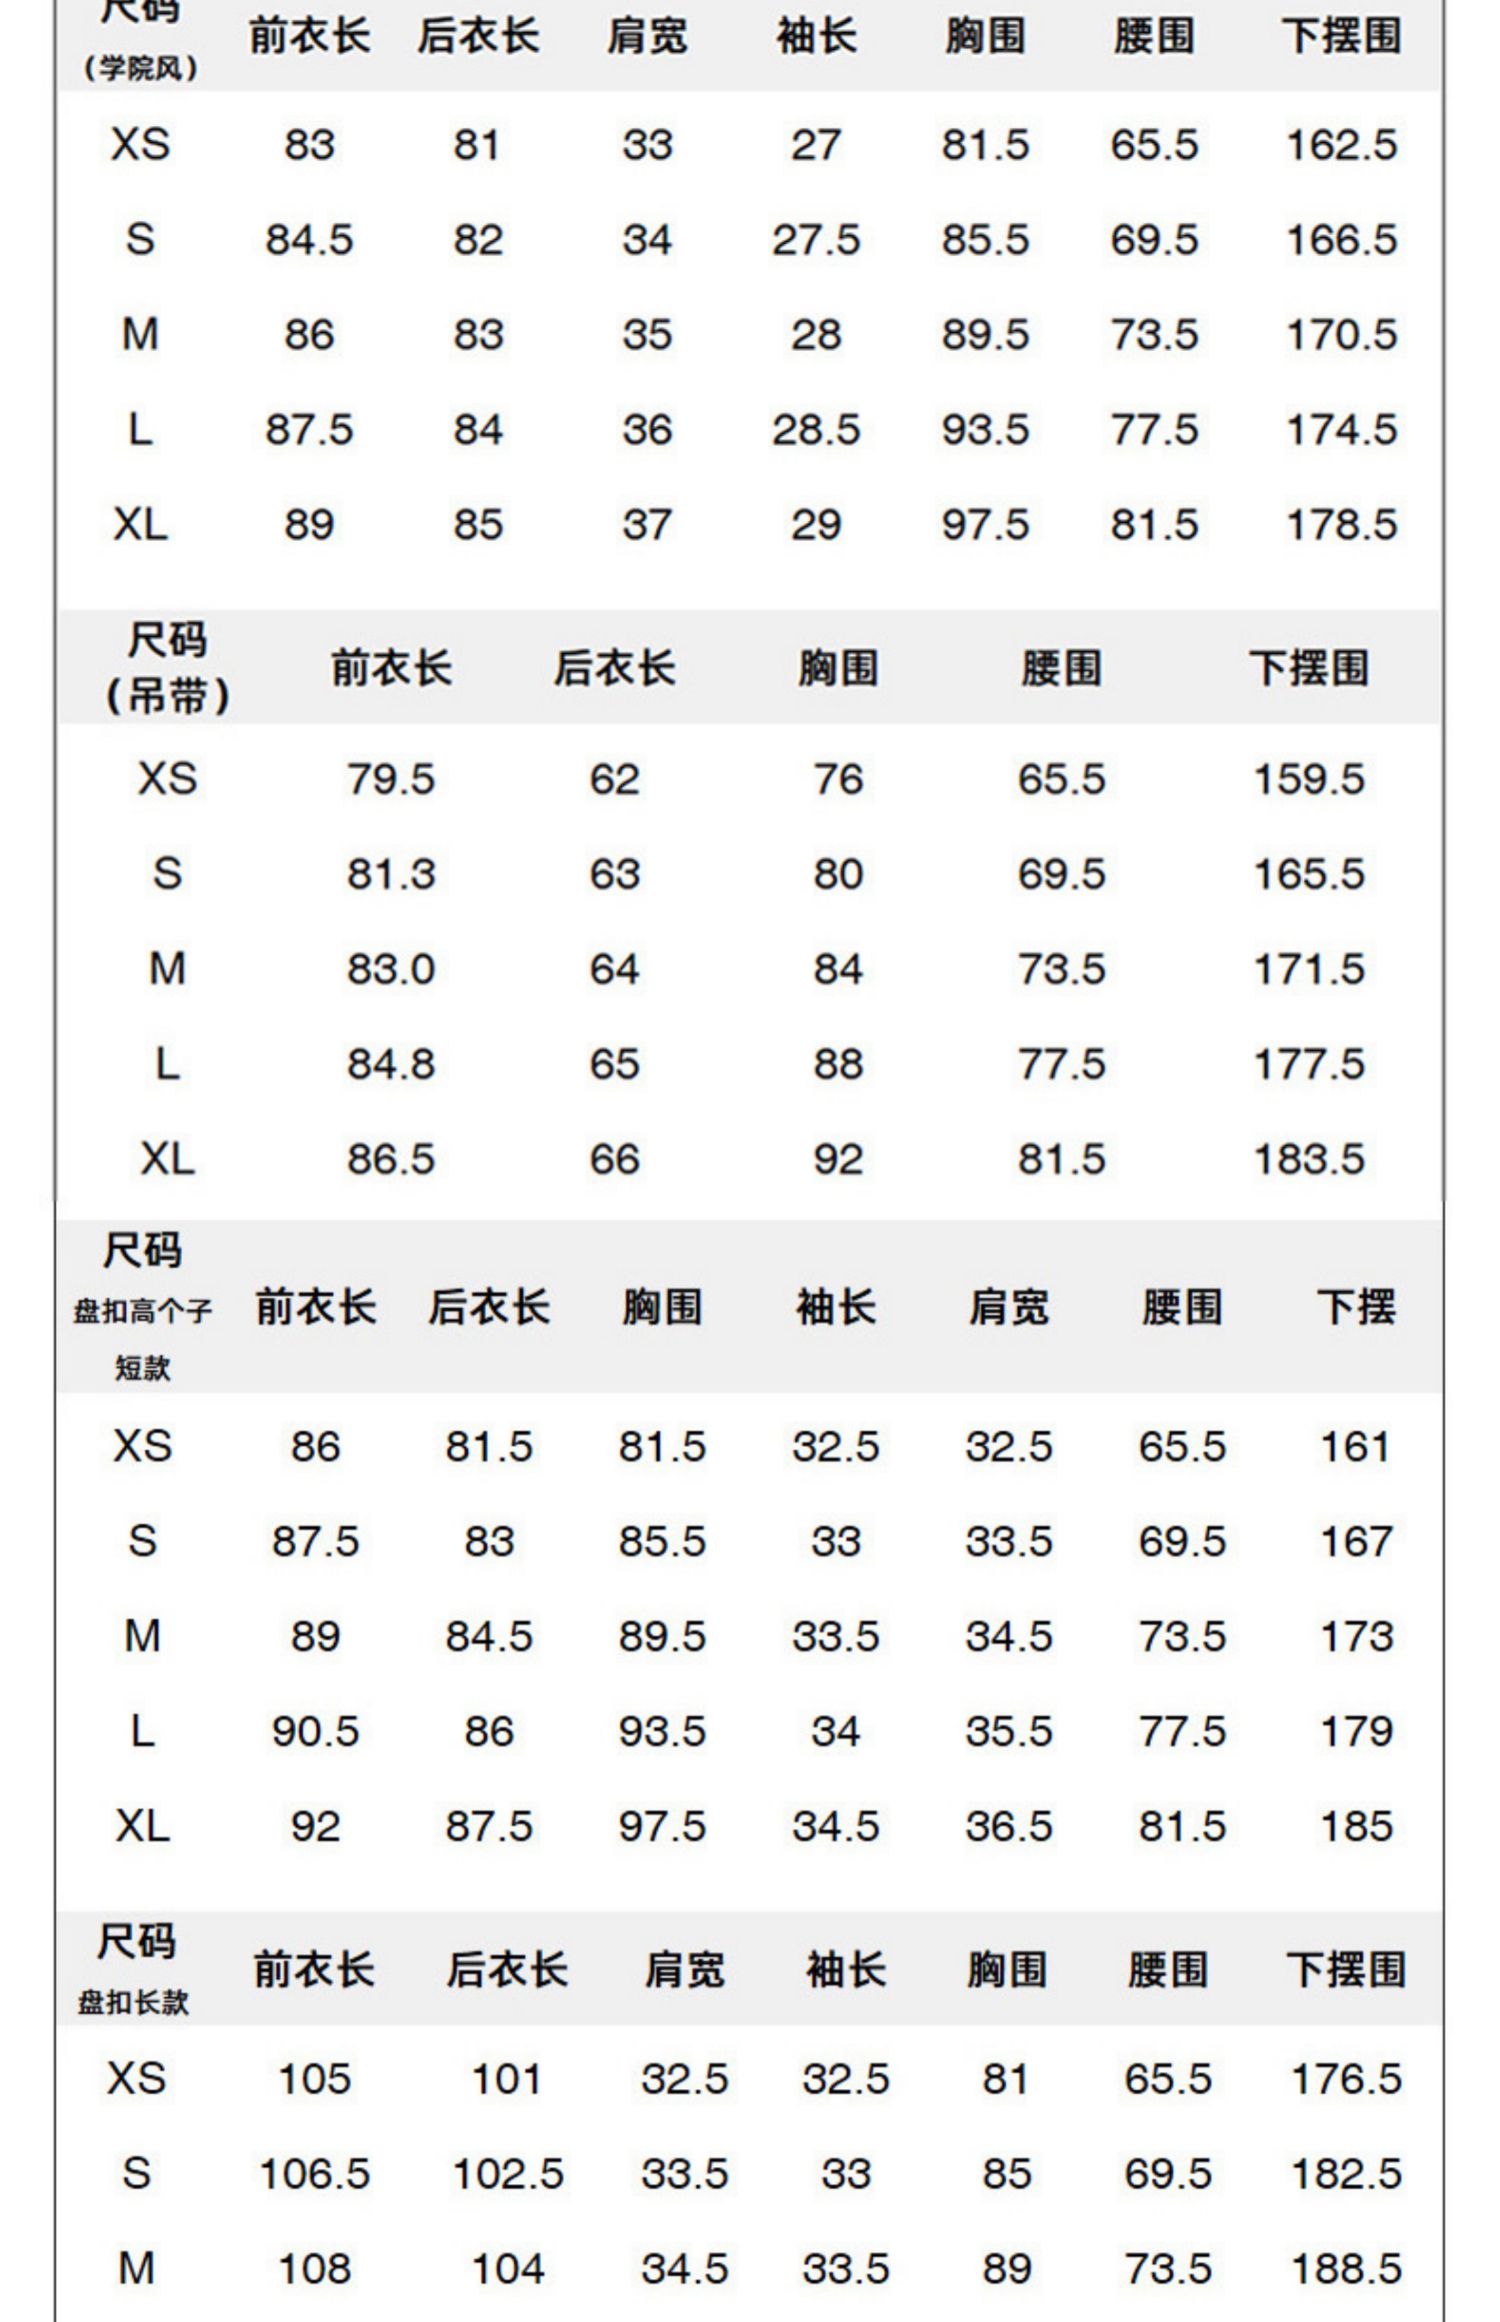 尺码 前衣长 后衣长 肩宽 袖长 胸围 腰围 下摆围
(学院风)
XS 83 81 33 27 81.5 65.5 162.5
S 84.5 82 34 27.5 85.5 69.5 166.5
M 86 83 35 28 89.5 73.5 170.5
L 87.5 84 36 28.5 93.5 77.5 174.5
XL 89 85 37 29 97.5 81.5 178.5
尺码
(吊带) 前衣长 后衣长 胸围 腰围 下摆围
XS 79.5 62 76 65.5 159.5
S 81.3 63 80 69.5 165.5
M 83.0 64 84 73.5 171.5
L 84.8 65 88 77.5 177.5
XL 86.5 66 92 81.5 183.5
尺码
盘扣高个子 前衣长 后衣长 胸围 袖长 肩宽 腰围 下摆
短款
XS 86 81.5 81.5 32.5 32.5 65.5 161
S 87.5 83 85.5 33 33.5 69.5 167
M 89 84.5 89.5 33.5 34.5 73.5 173
L 90.5 86 93.5 34 35.5 77.5 179
XL 92 87.5 97.5 34.5 36.5 81.5 185
尺码
盘扣长款 前衣长 后衣长 肩宽 袖长 胸围 腰围 下摆围
XS 105 101 32.5 32.5 81 65.5 176.5
S 106.5 102.5 33.5 33 85 69.5 182.5
M 108 104 34.5 33.5 89 73.5 188.5